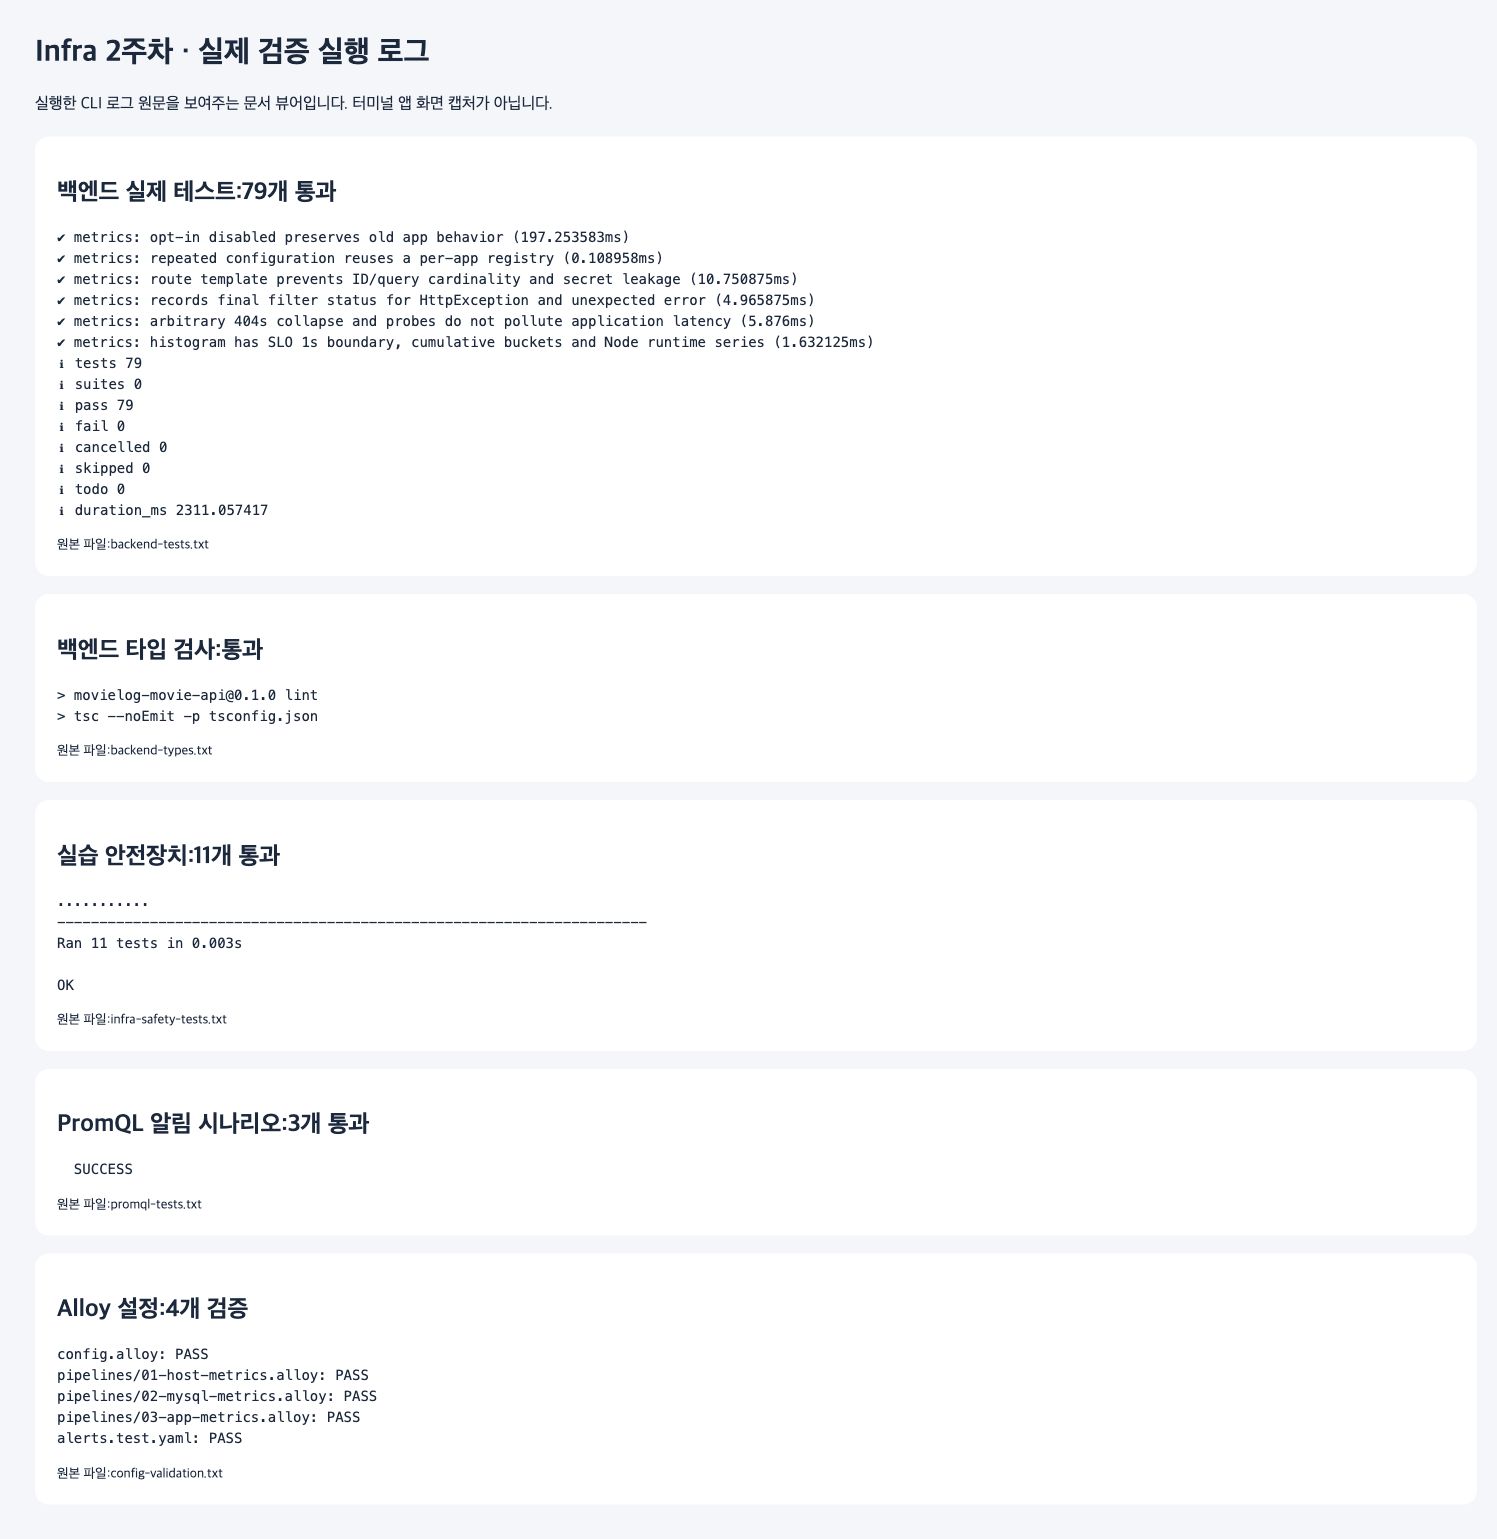 Infra 2주차 · 실제 검증 실행 로그
실행한 CLI 로그 원문을 보여주는 문서 뷰어입니다. 터미널 앱 화면 캡처가 아닙니다.
백엔드 실제 테스트:79개 통과
✔ metrics: opt-in disabled preserves old app behavior (197.253583ms)
✔ metrics: repeated configuration reuses a per-app registry (0.108958ms)
✔ metrics: route template prevents ID/query cardinality and secret leakage (10.750875ms)
✔ metrics: records final filter status for HttpException and unexpected error (4.965875ms)
✔ metrics: arbitrary 404s collapse and probes do not pollute application latency (5.876ms)
✔ metrics: histogram has SLO 1s boundary, cumulative buckets and Node runtime series (1.632125ms)
ℹ tests 79
ℹ suites 0
ℹ pass 79
ℹ fail 0
ℹ cancelled 0
ℹ skipped 0
ℹ todo 0
ℹ duration_ms 2311.057417
원본 파일:backend-tests.txt
백엔드 타입 검사:통과
> movielog-movie-api@0.1.0 lint
> tsc --noEmit -p tsconfig.json
원본 파일:backend-types.txt
실습 안전장치:11개 통과
...........
----------------------------------------------------------------------
Ran 11 tests in 0.003s
OK
원본 파일:infra-safety-tests.txt
PromQL 알림 시나리오:3개 통과
SUCCESS
원본 파일:promql-tests.txt
Alloy 설정:4개 검증
config.alloy: PASS
pipelines/01-host-metrics.alloy: PASS
pipelines/02-mysql-metrics.alloy: PASS
pipelines/03-app-metrics.alloy: PASS
alerts.test.yaml: PASS
원본 파일:config-validation.txt